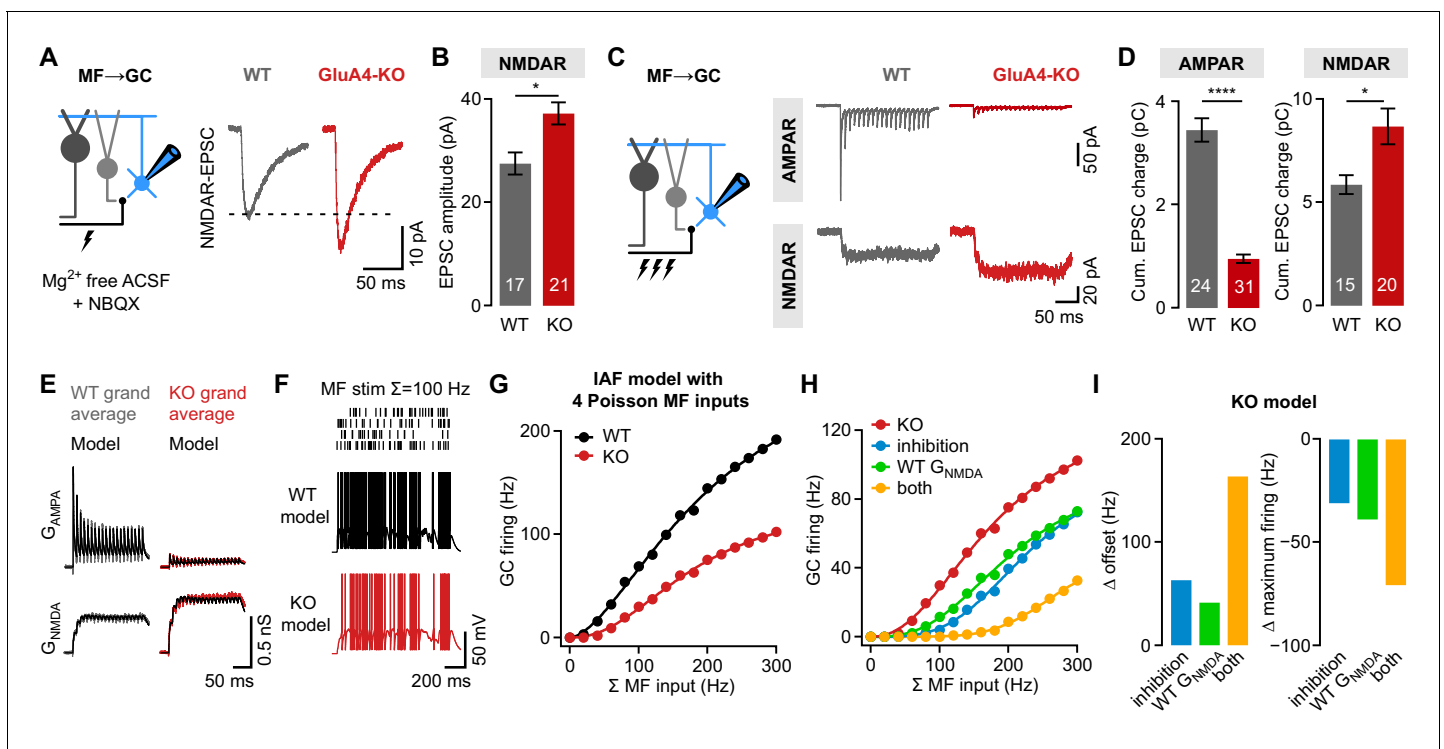 A
MF→GC
WT
GluA4-KO
NMDAR-EPSC
10 pA
50 ms
Mg2+ free ACSF
+ NBQX
B
NMDAR
*
EPSC amplitude (pA)
40
20
0
17
21
WT
KO
C
MF→GC
WT
GluA4-KO
AMPAR
50 pA
NMDAR
20 pA
50 ms
D
AMPAR
****
Cum. EPSC charge (pC)
4
2
0
24
31
WT
KO
NMDAR
*
Cum. EPSC charge (pC)
10
5
0
15
20
WT
KO
E
WT grand
average
Model
KO grand
average
Model
GAMPA
GNMDA
0.5 nS
50 ms
F
MF stim Σ=100 Hz
WT
model
KO
model
50 mV
200 ms
G
IAF model with
4 Poisson MF inputs
WT
KO
GC firing (Hz)
200
100
0
0
100
200
300
Σ MF input (Hz)
H
KO
inhibition
WT GNMDA
both
GC firing (Hz)
120
80
40
0
0
100
200
300
Σ MF input (Hz)
I
KO model
Δ offset (Hz)
200
100
0
inhibition
WT GNMDA
both
Δ maximum firing (Hz)
0
−50
−100
inhibition
WT GNMDA
both